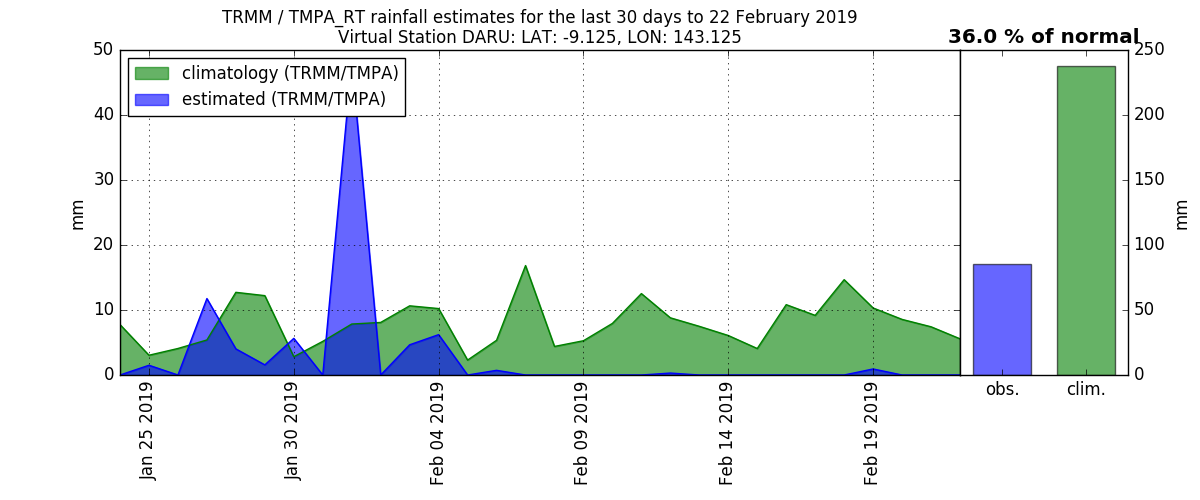 TRMM / TMPA_RT rainfall estimates for the last 30 days to 22 February 2019
Virtual Station DARU: LAT: -9.125, LON: 143.125
36.0 % of normal
climatology (TRMM/TMPA)
estimated (TRMM/TMPA)
mm
50
40
30
20
10
0
Jan 25 2019
Jan 30 2019
Feb 04 2019
Feb 09 2019
Feb 14 2019
Feb 19 2019
obs.
clim.
250
200
150
100
50
0
mm